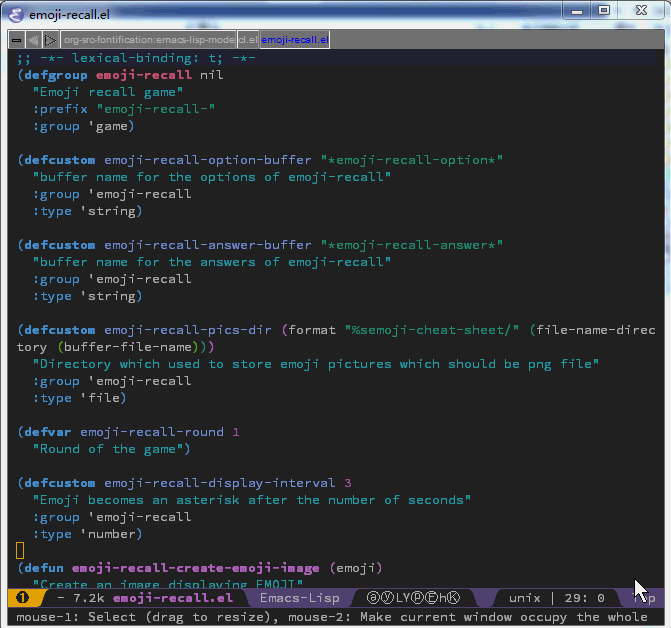 emoji-recall.el
org-src-fontification:emacs-lisp-mode cl.el emoji-recall.el
;; -*- lexical-binding: t; -*-
(defgroup emoji-recall nil
"Emoji recall game"
:prefix "emoji-recall-"
:group 'game)
(defcustom emoji-recall-option-buffer "*emoji-recall-option*"
"buffer name for the options of emoji-recall"
:group 'emoji-recall
:type 'string)
(defcustom emoji-recall-answer-buffer "*emoji-recall-answer*"
"buffer name for the answers of emoji-recall"
:group 'emoji-recall
:type 'string)
(defcustom emoji-recall-pics-dir (format "%semoji-cheat-sheet/" (file-name-direc
tory (buffer-file-name)))
"Directory which used to store emoji pictures which should be png file"
:group 'emoji-recall
:type 'file)
(defvar emoji-recall-round 1
"Round of the game")
(defcustom emoji-recall-display-interval 3
"Emoji becomes an asterisk after the number of seconds"
:group 'emoji-recall
:type 'number)
(defun emoji-recall-create-emoji-image (emoji)
"Create an image displaying EMOJI"
❶ - 7.2k emoji-recall.el Emacs-Lisp ⓐⓨLYⓟⒺhⓀ unix | 29: 0
mouse-1: Select (drag to resize), mouse-2: Make current window occupy the whole